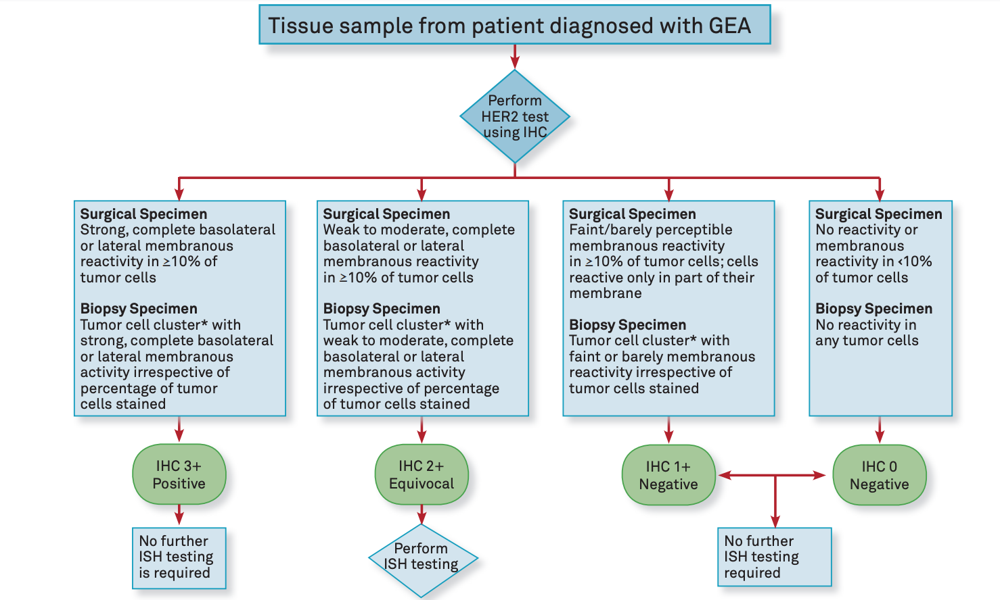 Tissue sample from patient diagnosed with GEA
Perform
HER2 test
using IHC
Surgical Specimen
Strong, complete basolateral
or lateral membranous
reactivity in ≥10% of
tumor cells
Biopsy Specimen
Tumor cell cluster* with
strong, complete basolateral
or lateral membranous
activity irrespective of
percentage of tumor
cells stained
Surgical Specimen
Weak to moderate, complete
basolateral or lateral
membranous reactivity
in ≥10% of tumor cells
Biopsy Specimen
Tumor cell cluster* with
weak to moderate, complete
basolateral or lateral
membranous activity
irrespective of percentage
of tumor cells stained
Surgical Specimen
Faint/barely perceptible
membranous reactivity
in ≥10% of tumor cells; cells
reactive only in part of their
membrane
Biopsy Specimen
Tumor cell cluster* with
faint or barely membranous
reactivity irrespective of
tumor cells stained
Surgical Specimen
No reactivity or
membranous
reactivity in <10%
of tumor cells
Biopsy Specimen
No reactivity in
any tumor cells
IHC 3+
Positive
IHC 2+
Equivocal
IHC 1+
Negative
IHC 0
Negative
No further
ISH testing
is required
Perform
ISH testing
No further
ISH testing
required